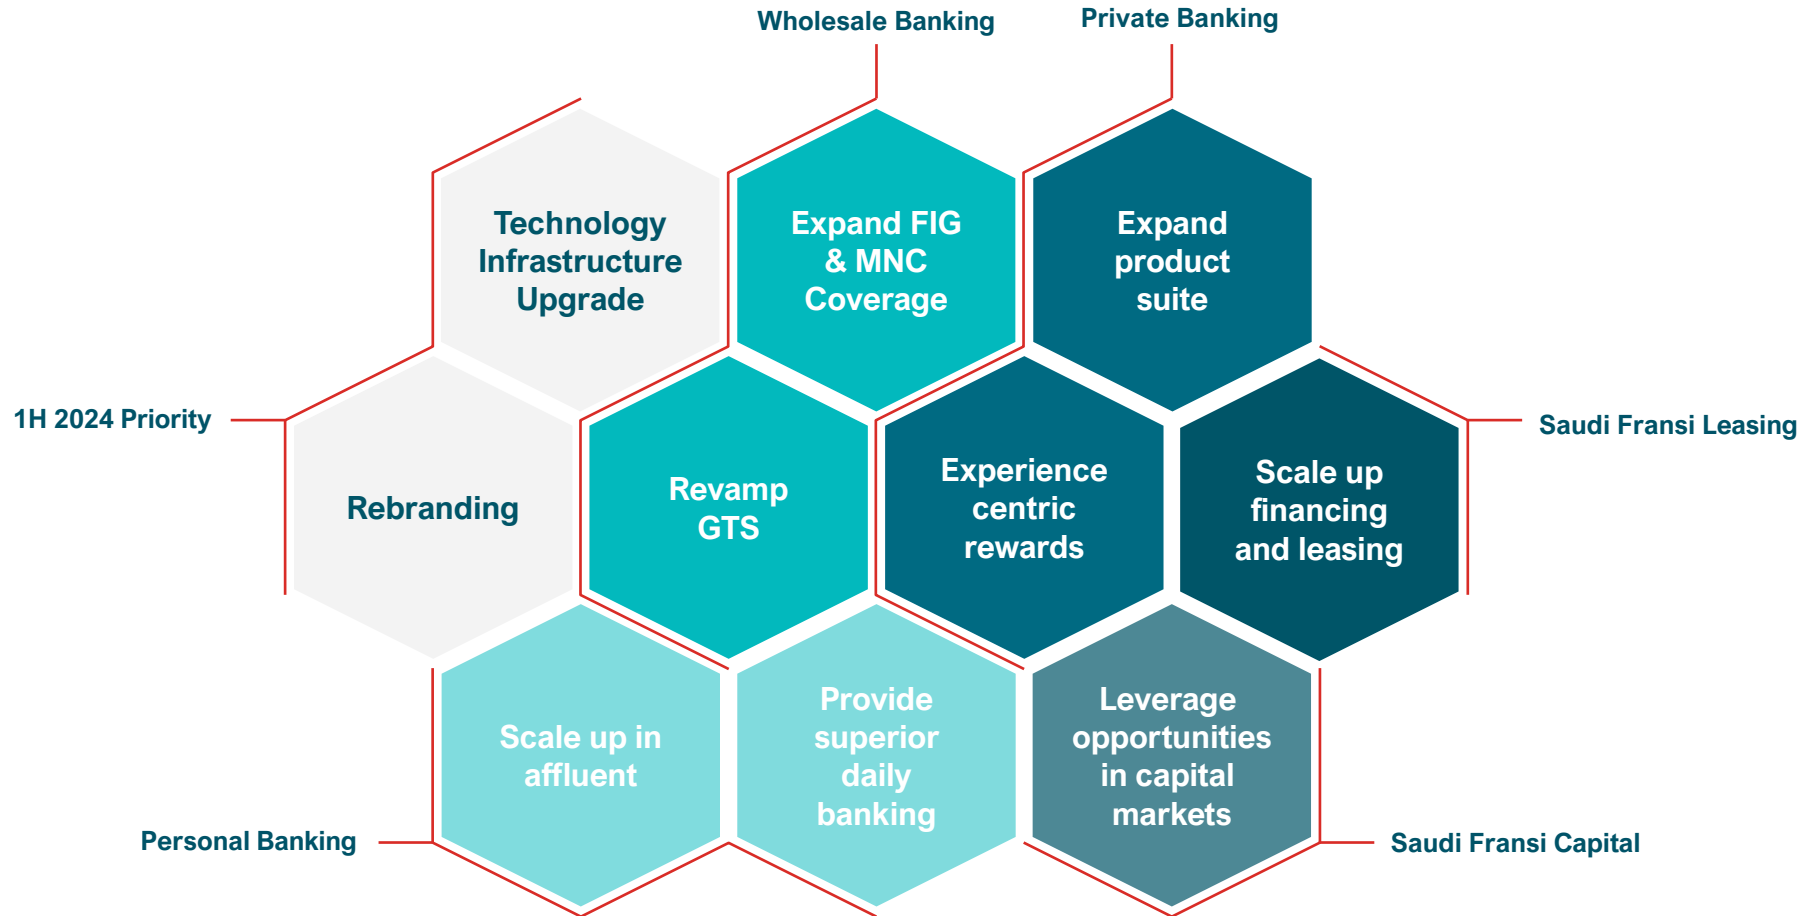 Wholesale Banking
Private Banking
Technology
Infrastructure
Upgrade
Expand FIG
& MNC
Coverage
Expand
product
suite
1H 2024 Priority
Saudi Fransi Leasing
Rebranding
Revamp
GTS
Experience
centric
rewards
Scale up
financing
and leasing
Scale up in
affluent
Provide
superior
daily
banking
Leverage
opportunities
in capital
markets
Personal Banking
Saudi Fransi Capital